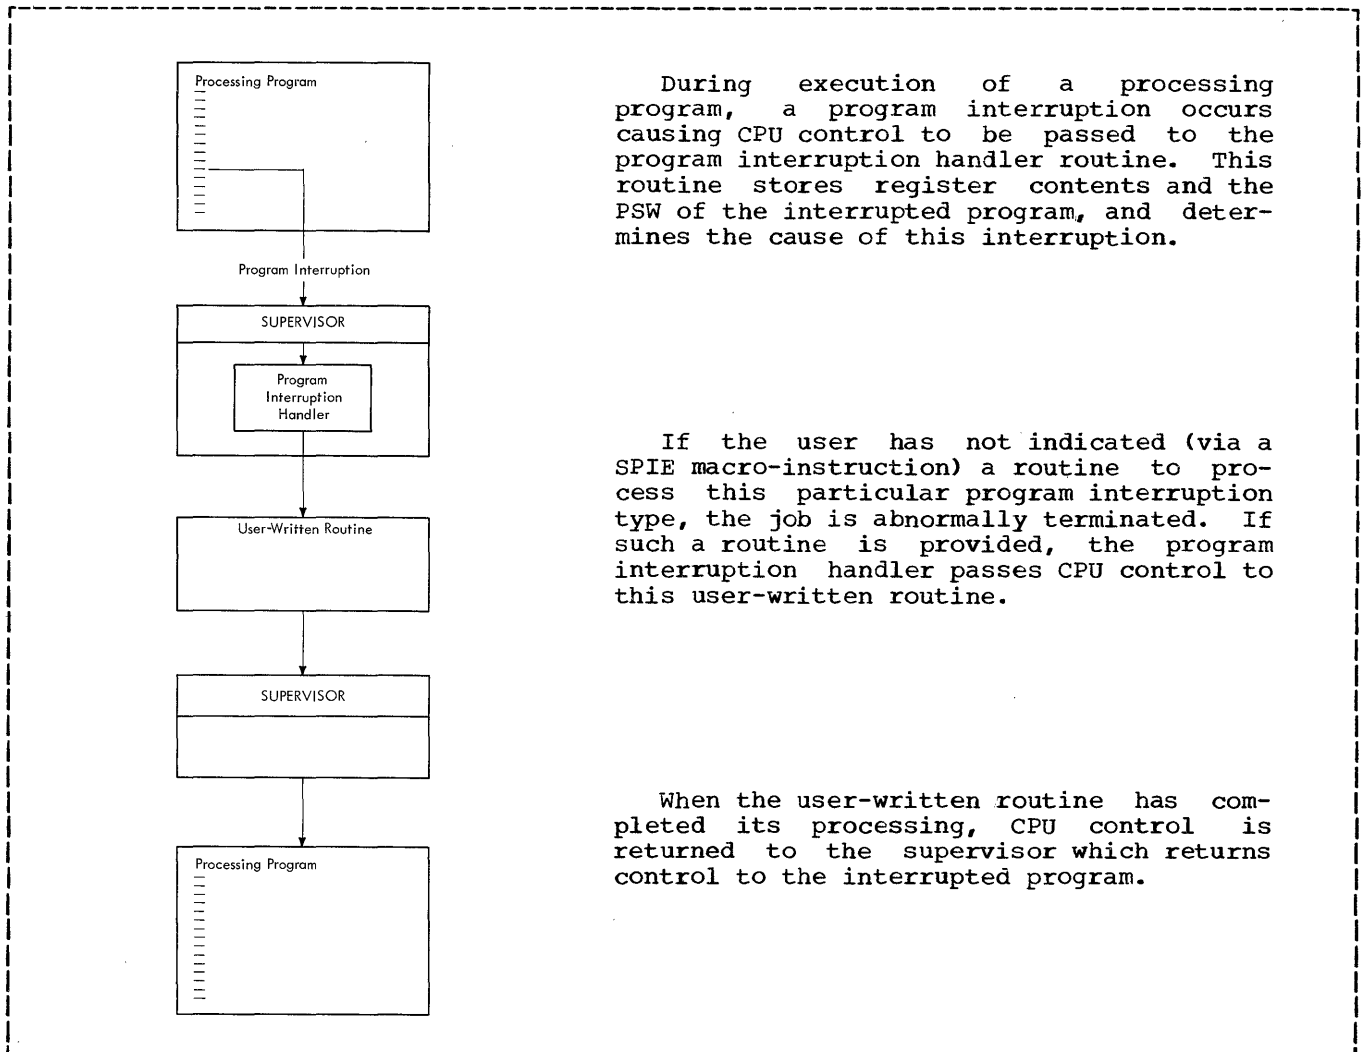 Processing Program
During execution of a processing
program, a program interruption occurs
causing CPU control to be passed to the
program interruption handler routine. This
routine stores register contents and the
PSW of the interrupted program, and deter-
mines the cause of this interruption.
Program Interruption
SUPERVISOR
Program
Interruption
Handler
If the user has not indicated (via a
SPIE macro-instruction) a routine to pro-
cess this particular program interruption
type, the job is abnormally terminated. If
such a routine is provided, the program
interruption handler passes CPU control to
this user-written routine.
User-Written Routine
SUPERVISOR
When the user-written routine has com-
pleted its processing, CPU control is
returned to the supervisor which returns
control to the interrupted program.
Processing Program